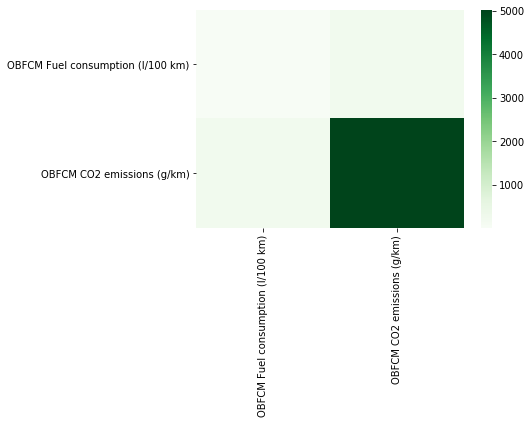 OBFCM Fuel consumption (l/100 km)
OBFCM CO2 emissions (g/km)
OBFCM Fuel consumption (l/100 km)
OBFCM CO2 emissions (g/km)
5000
4000
3000
2000
1000